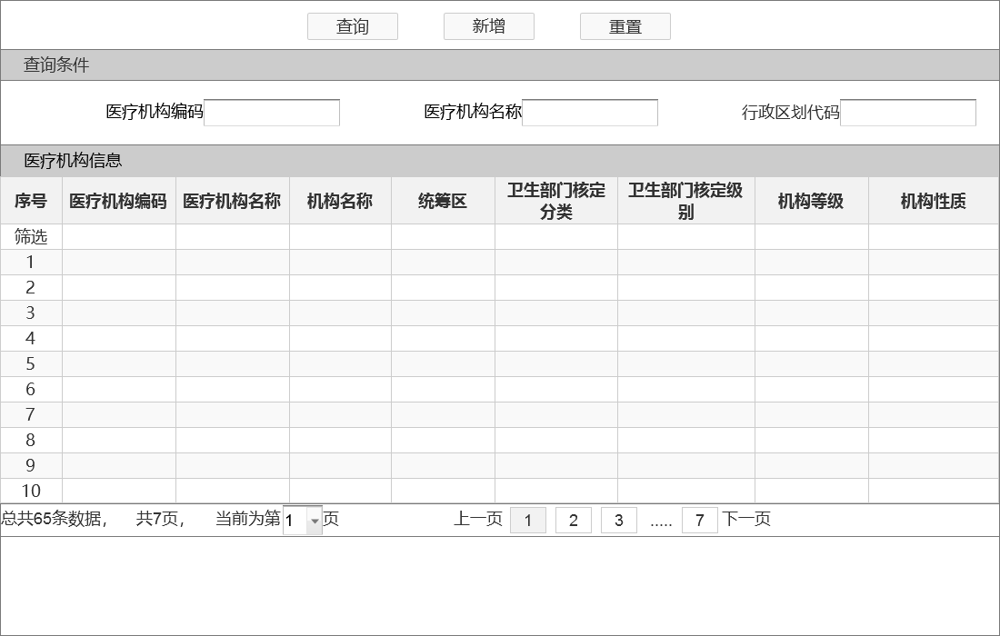 查询 新增 重置
查询条件
医疗机构编码 医疗机构名称 行政区划代码
医疗机构信息
序号 医疗机构编码 医疗机构名称 机构名称 统筹区 卫生部门核定分类 卫生部门核定级别 机构等级 机构性质
筛选
1
2
3
4
5
6
7
8
9
10
总共65条数据， 共7页， 当前为第1页 上一页 1 2 3 ..... 7 下一页